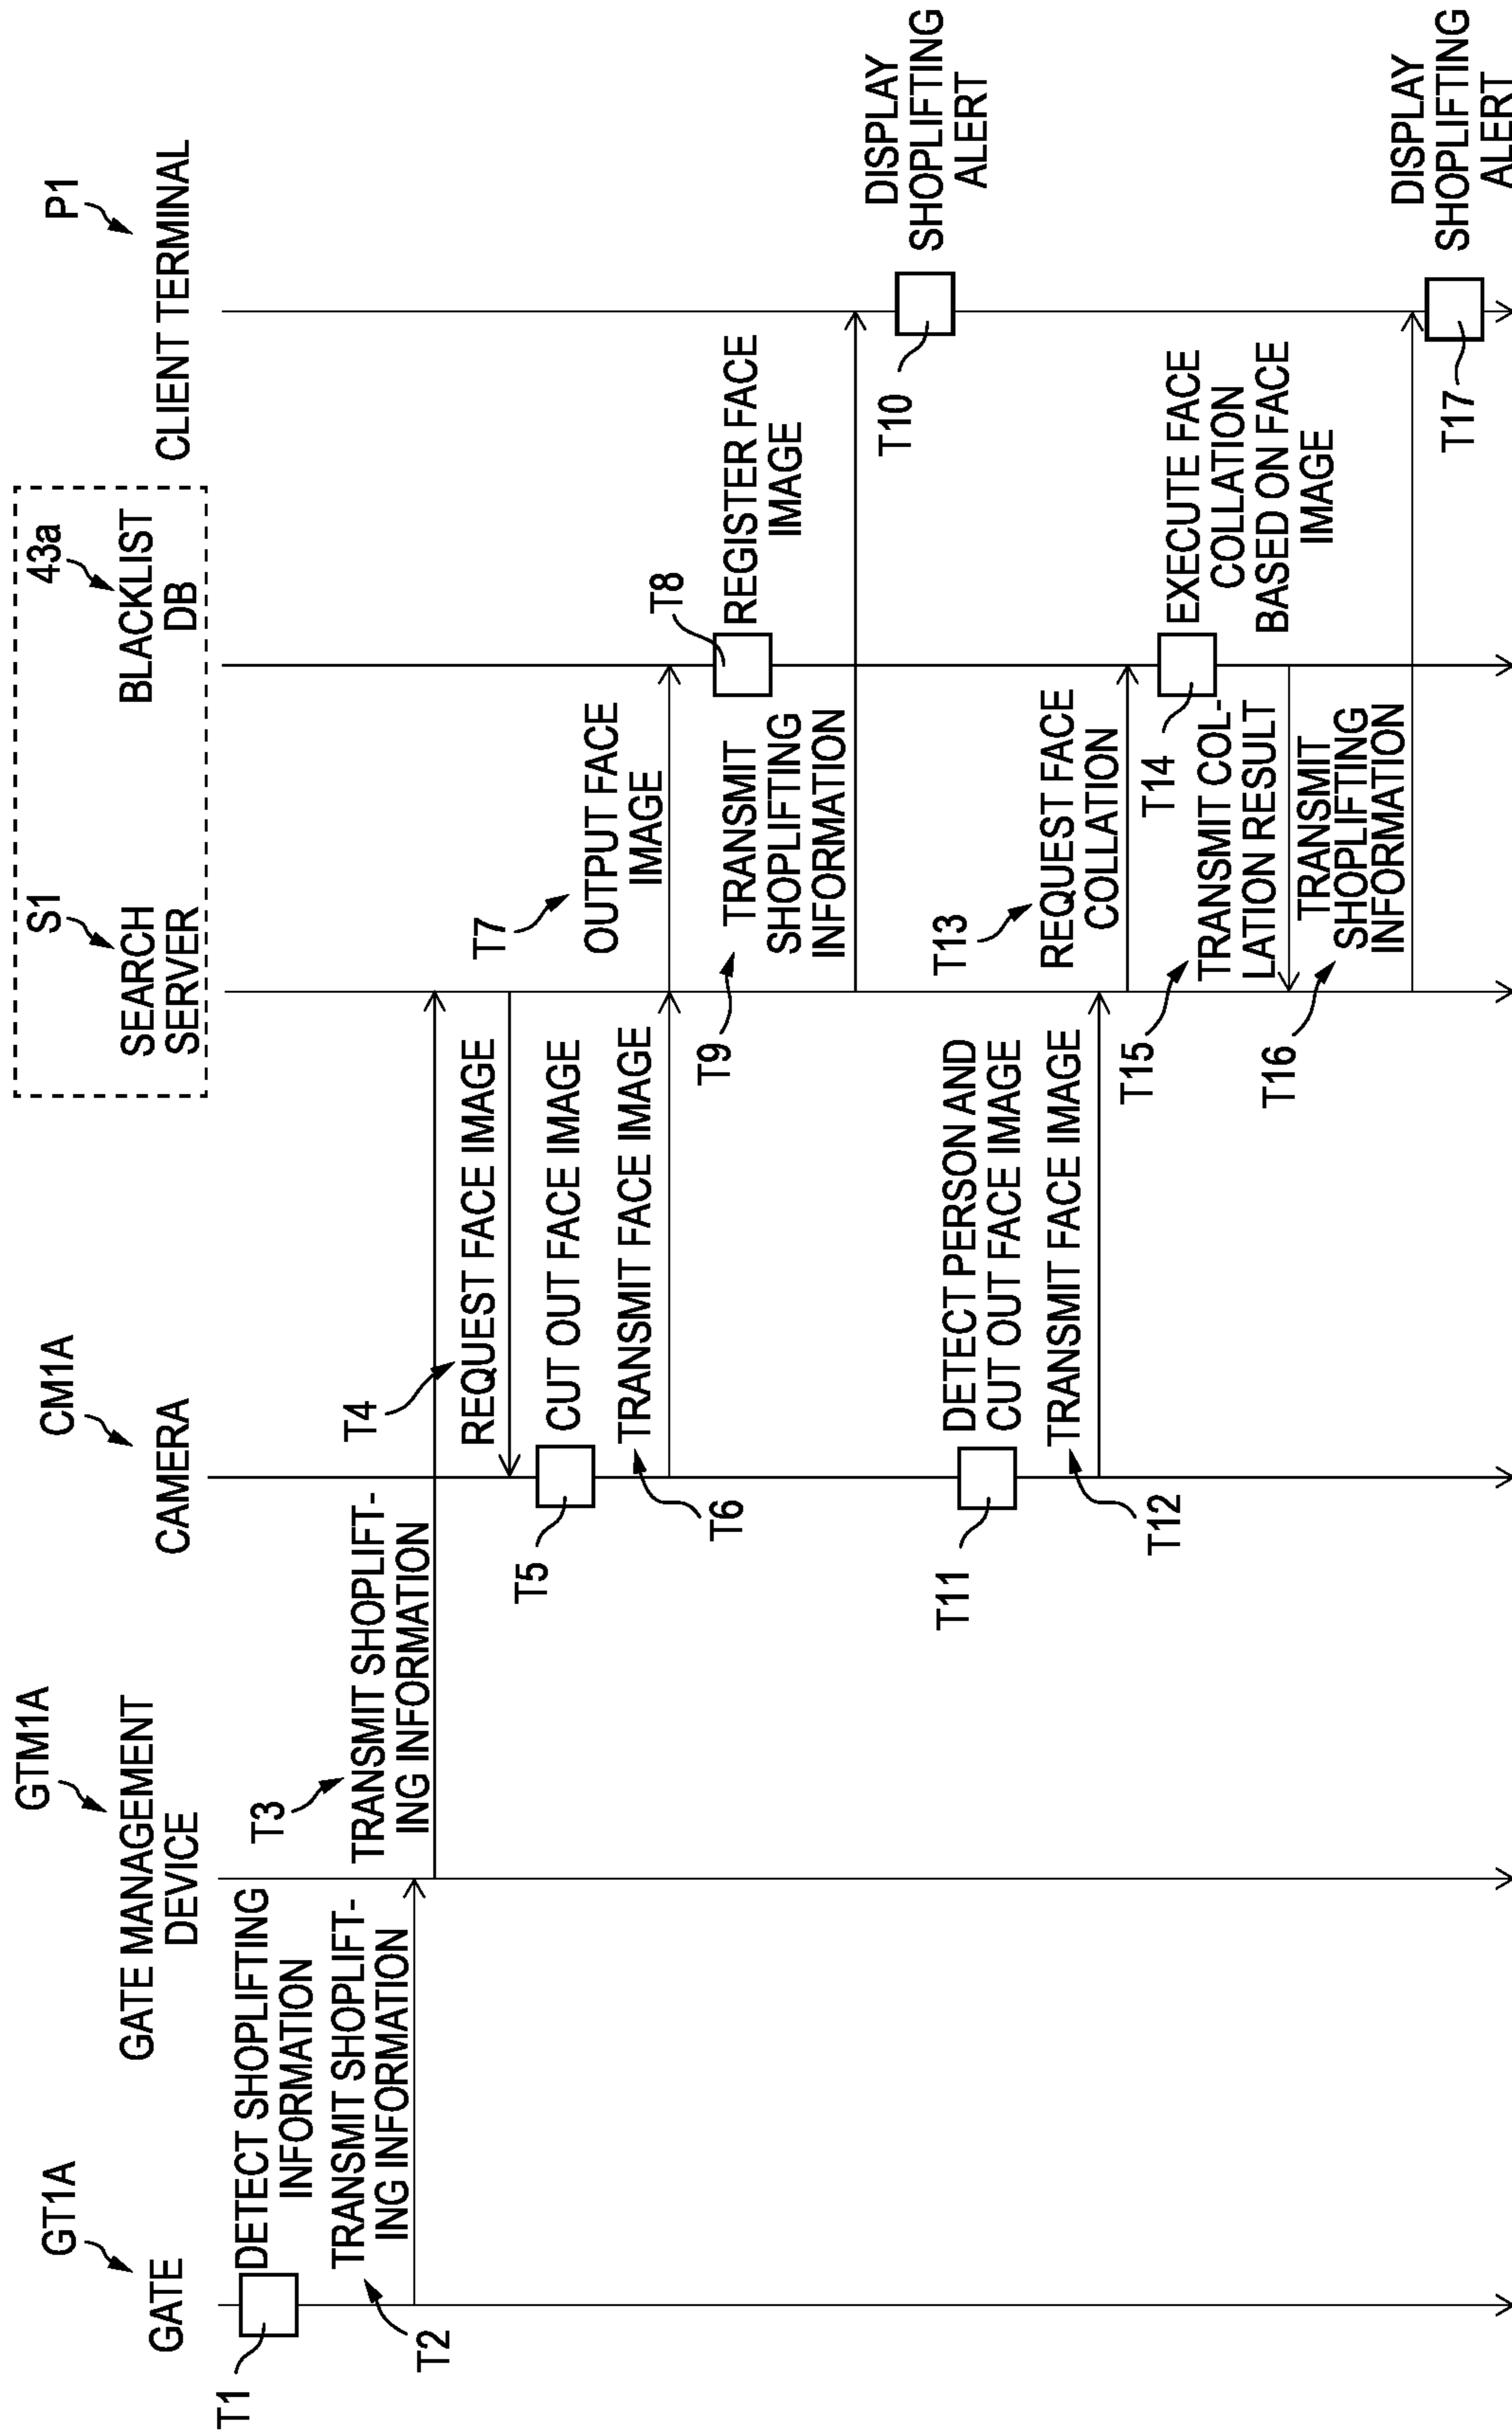 GT1A
GATE
GTM1A
GATE MANAGEMENT
DEVICE
CM1A
CAMERA
S1
SEARCH
SERVER
43a
BLACKLIST
DB
P1
CLIENT TERMINAL
T1
DETECT SHOPLIFTING
INFORMATION
T2
TRANSMIT SHOPLIFT-
ING INFORMATION
T3
TRANSMIT SHOPLIFT-
ING INFORMATION
T4
REQUEST FACE IMAGE
T5
CUT OUT FACE IMAGE
T6
TRANSMIT FACE IMAGE
T7
OUTPUT FACE
IMAGE
T8
REGISTER FACE
IMAGE
T9
TRANSMIT
SHOPLIFTING
INFORMATION
T10
DISPLAY
SHOPLIFTING
ALERT
T11
DETECT PERSON AND
CUT OUT FACE IMAGE
T12
TRANSMIT FACE IMAGE
T13
REQUEST FACE
COLLATION
T14
EXECUTE FACE
COLLATION
BASED ON FACE
IMAGE
T15
TRANSMIT COL-
LATION RESULT
T16
TRANSMIT
SHOPLIFTING
INFORMATION
T17
DISPLAY
SHOPLIFTING
ALERT